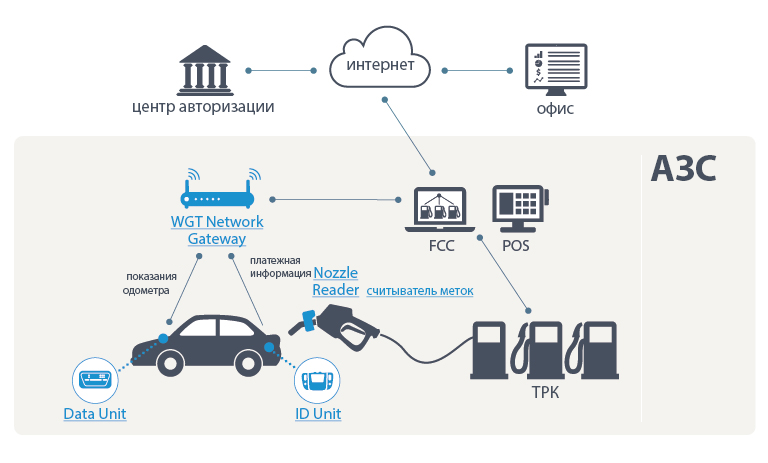 интернет
центр авторизации
офис
АЗС
WGT Network
Gateway
FCC
POS
показания
одометра
платежная
информация
Nozzle
Reader
считыватель меток
Data Unit
ID Unit
ТРК
$